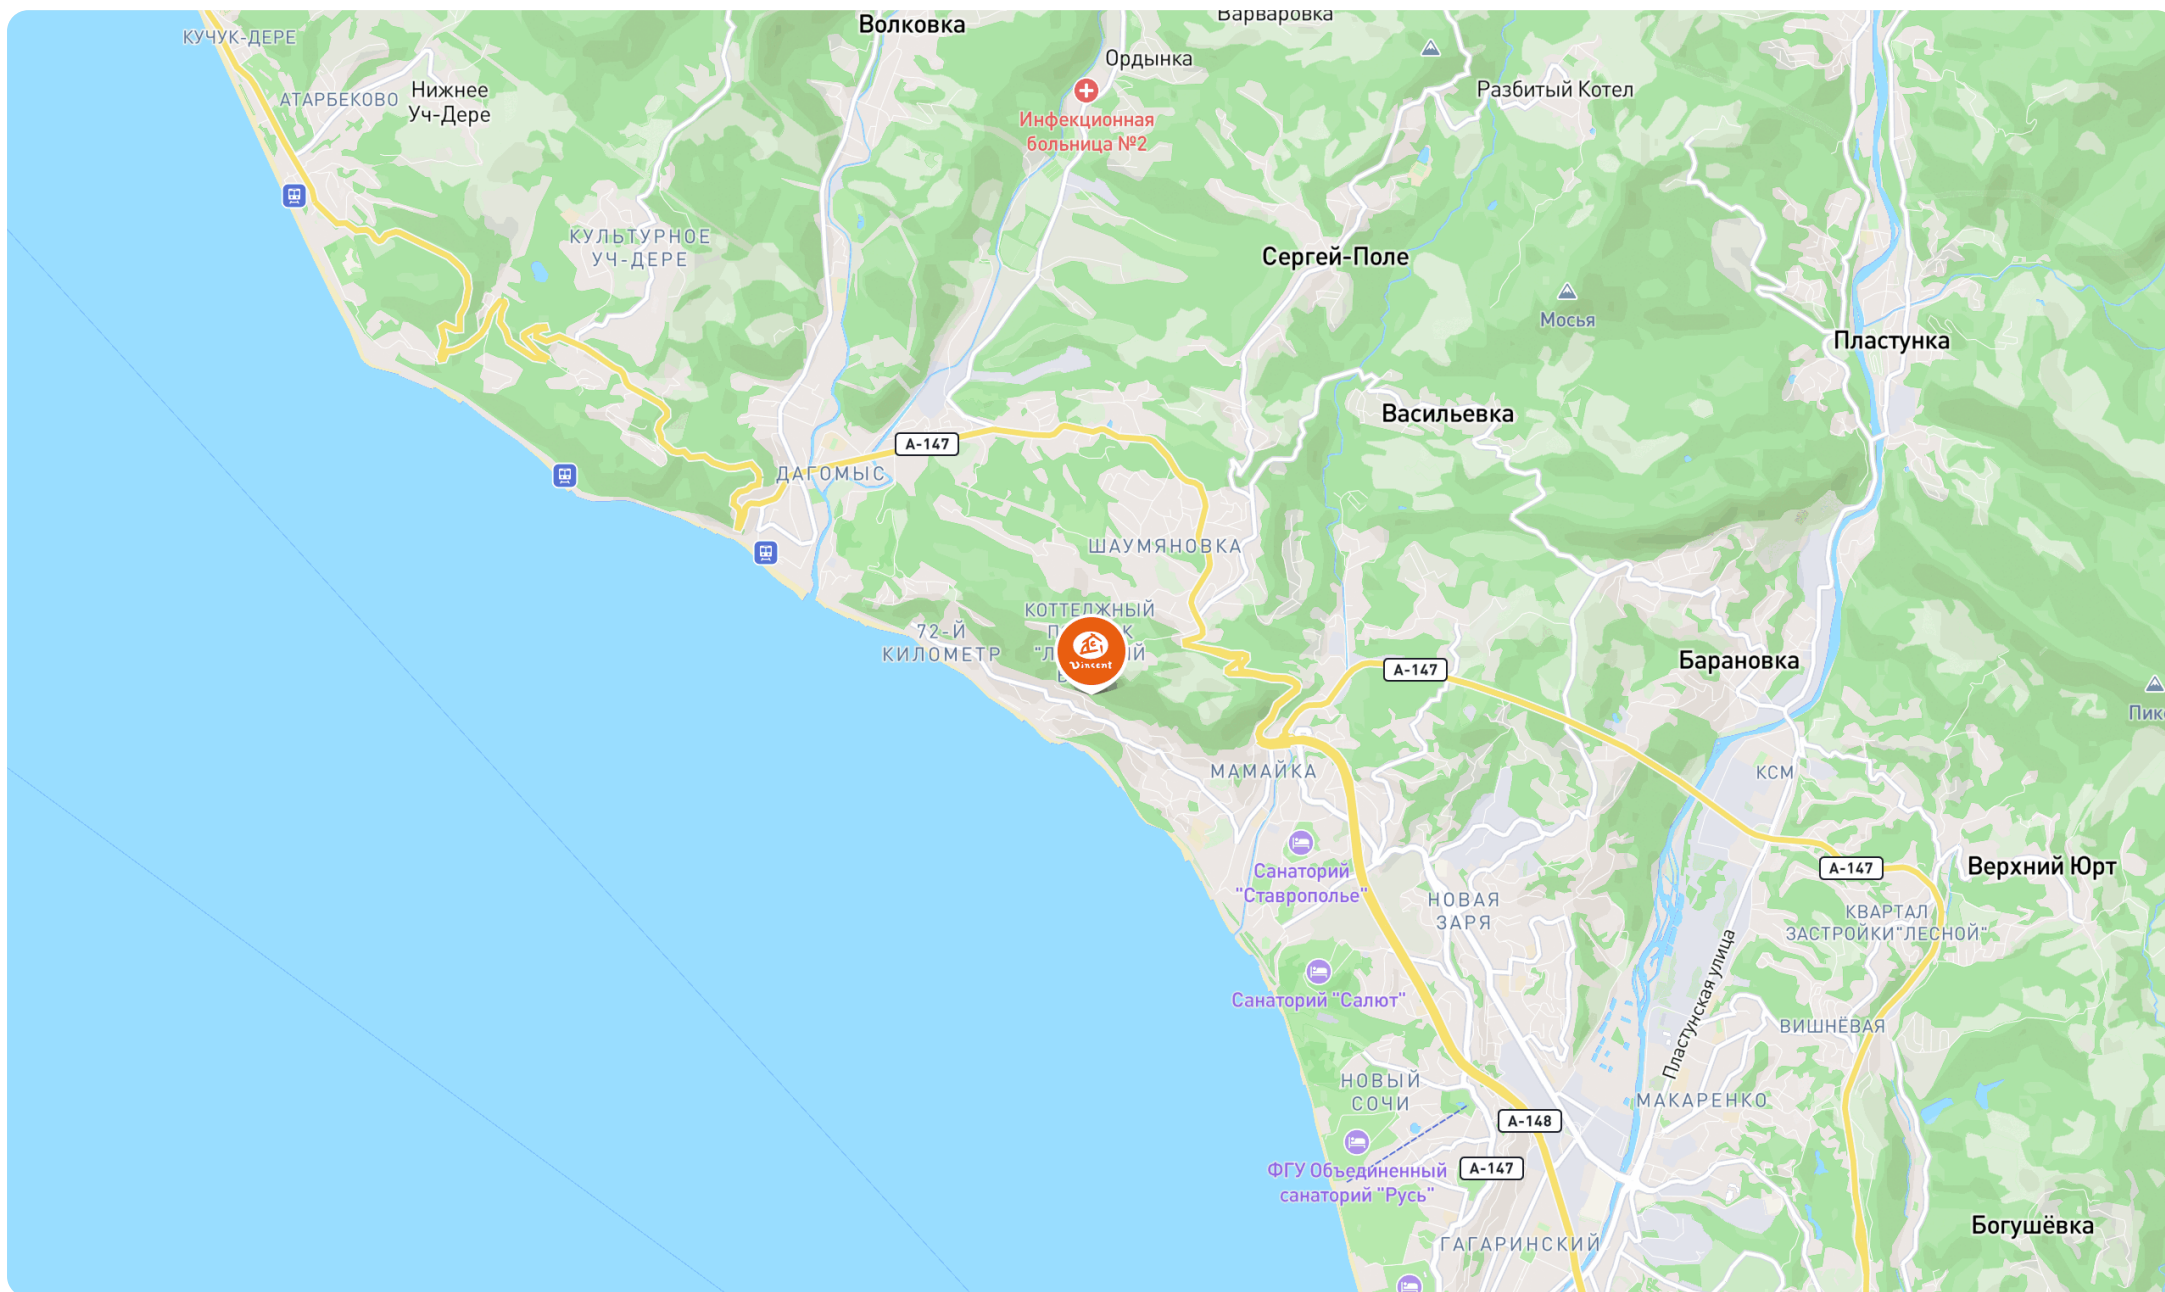 Варваровка
Волковка
КУЧУК-ДЕРЕ
Ордынка
Разбитый Котел
Нижнее
Уч-Дере
АТАРБЕКОВО
Инфекционная
больница №2
КУЛЬТУРНОЕ
УЧ-ДЕРЕ
Сергей-Поле
Мосья
Пластунка
Васильевка
А-147
ДАГОМЫС
ШАУМЯНОВКА
КОТТЕДЖНЫЙ
72-Й
КИЛОМЕТР
Vincent
Барановка
А-147
Пик
МАМАЙКА
КСМ
Санаторий
"Ставрополье"
А-147
Верхний Юрт
НОВАЯ
ЗАРЯ
КВАРТАЛ
ЗАСТРОЙКИ"ЛЕСНОЙ"
Санаторий "Салют"
Пластунская улица
ВИШНЁВАЯ
НОВЫЙ
СОЧИ
МАКАРЕНКО
А-148
ФГУ Объединенный
санаторий "Русь"
А-147
Богушёвка
ГАГАРИНСКИЙ